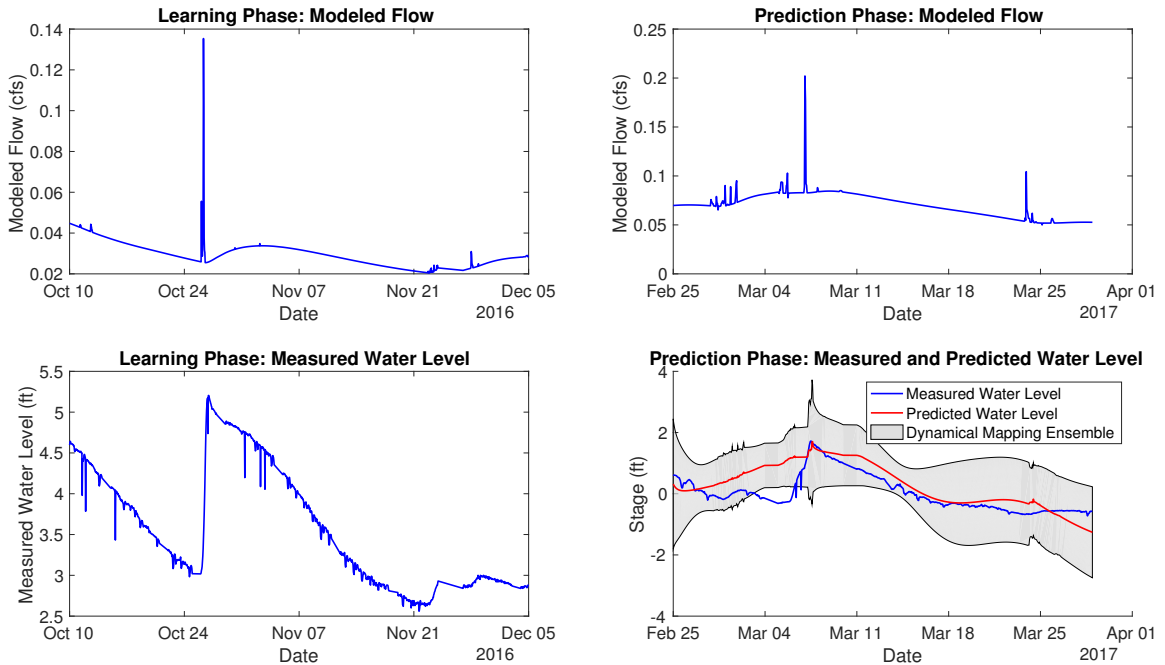 Learning Phase: Modeled Flow
0.14
0.12
0.1
0.08
0.06
0.04
0.02
Modeled Flow (cfs)
Oct 10 Oct 24 Nov 07 Nov 21 Dec 05
Date
2016
Prediction Phase: Modeled Flow
0.25
0.2
0.15
0.1
0.05
0
Modeled Flow (cfs)
Feb 25 Mar 04 Mar 11 Mar 18 Mar 25 Apr 01
Date
2017
Learning Phase: Measured Water Level
5.5
5
4.5
4
3.5
3
2.5
Measured Water Level (ft)
Oct 10 Oct 24 Nov 07 Nov 21 Dec 05
Date
2016
Prediction Phase: Measured and Predicted Water Level
4
2
0
-2
-4
Stage (ft)
Measured Water Level
Predicted Water Level
Dynamical Mapping Ensemble
Feb 25 Mar 04 Mar 11 Mar 18 Mar 25 Apr 01
Date
2017